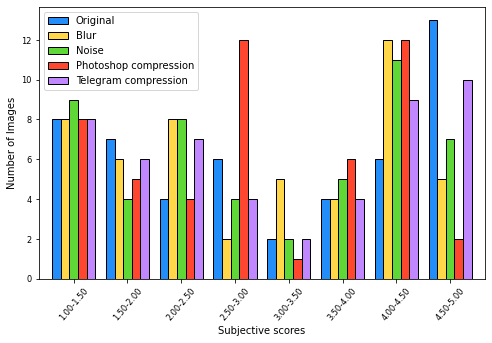 Original
Blur
Noise
Photoshop compression
Telegram compression
Number of Images
12
10
8
6
4
2
0
1.00-1.50
1.50-2.00
2.00-2.50
2.50-3.00
3.00-3.50
3.50-4.00
4.00-4.50
4.50-5.00
Subjective scores